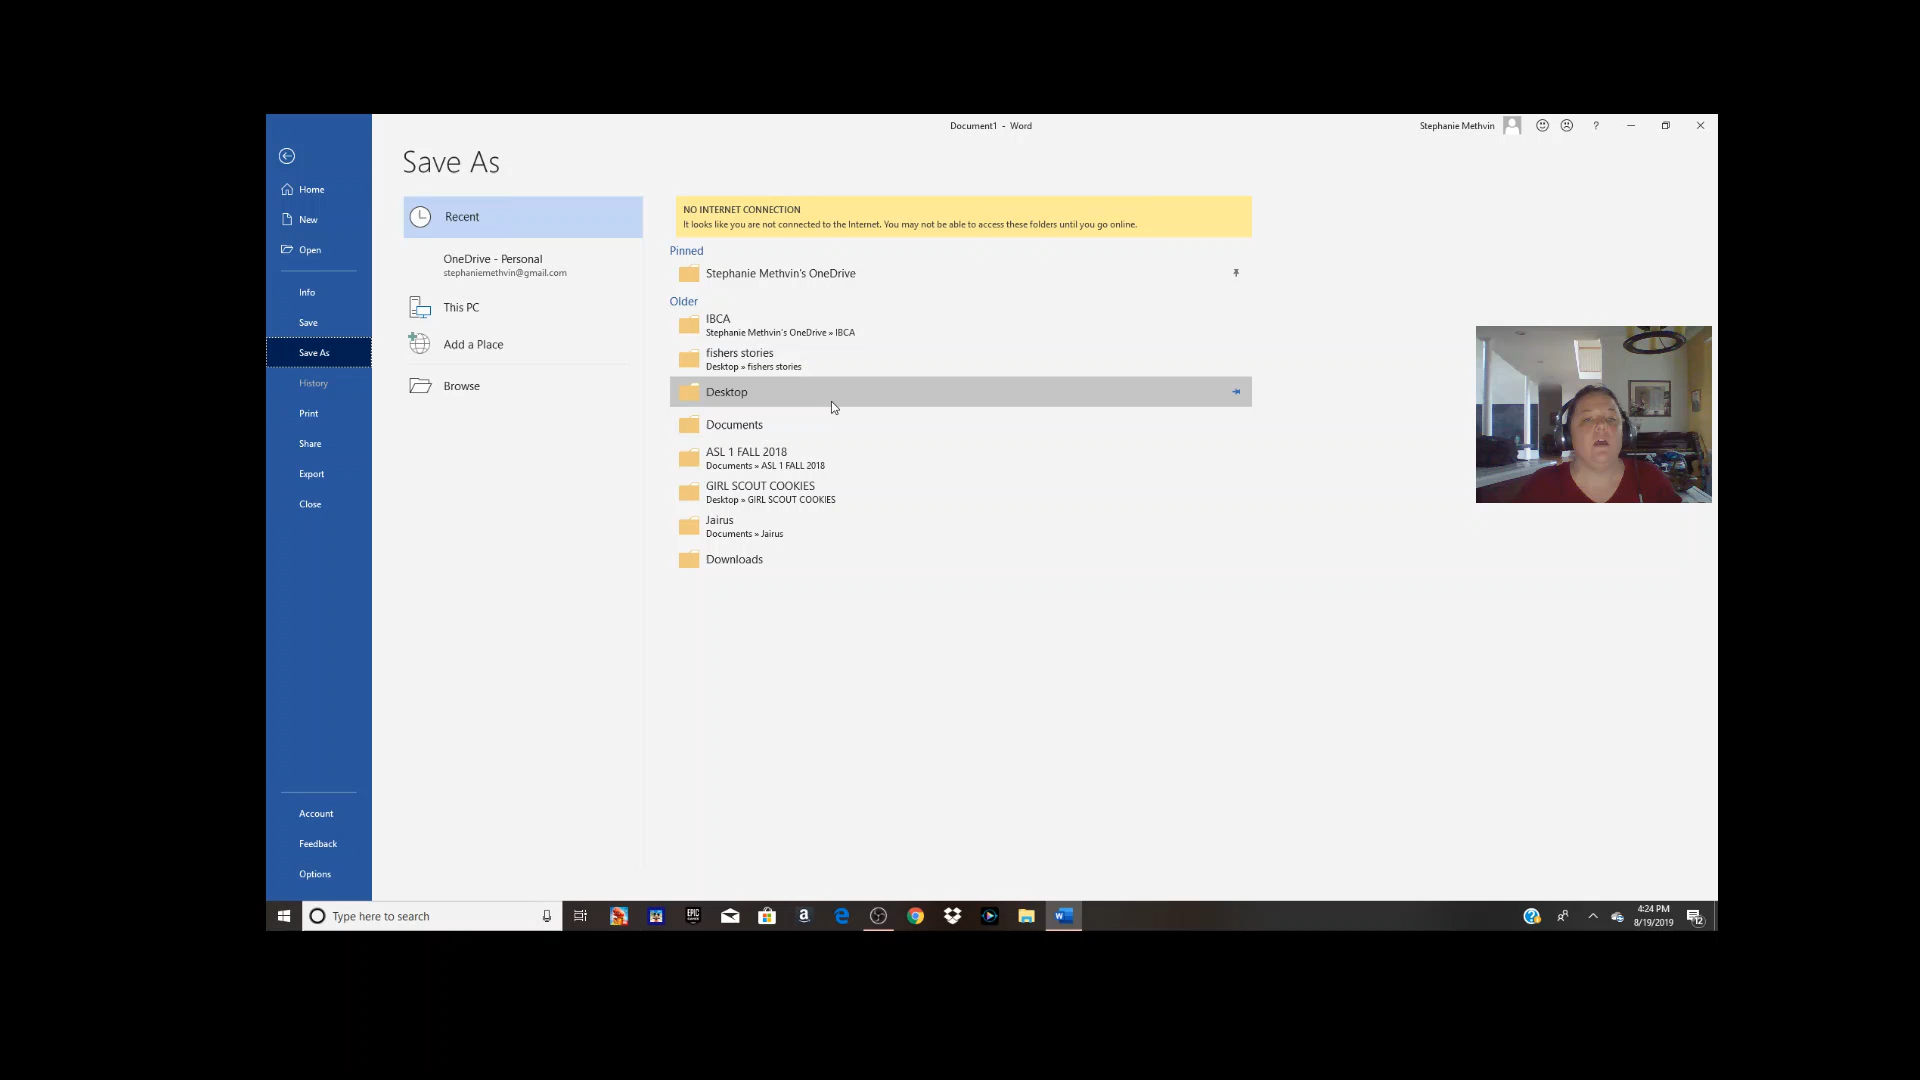 Document1 - Word
Stephanie Methvin
?
Save As
Home
New
Open
Info
Save
Save As
History
Print
Share
Export
Close
Account
Feedback
Options
Recent
OneDrive - Personal
stephaniemethvin@gmail.com
This PC
Add a Place
Browse
NO INTERNET CONNECTION
It looks like you are not connected to the Internet. You may not be able to access these folders until you go online.
Pinned
Stephanie Methvin's OneDrive
Older
IBCA
Stephanie Methvin's OneDrive » IBCA
fishers stories
Desktop » fishers stories
Desktop
Documents
ASL 1 FALL 2018
Documents » ASL 1 FALL 2018
GIRL SCOUT COOKIES
Desktop » GIRL SCOUT COOKIES
Jairus
Documents » Jairus
Downloads
Type here to search
EPIC
4:24 PM
8/19/2019
12